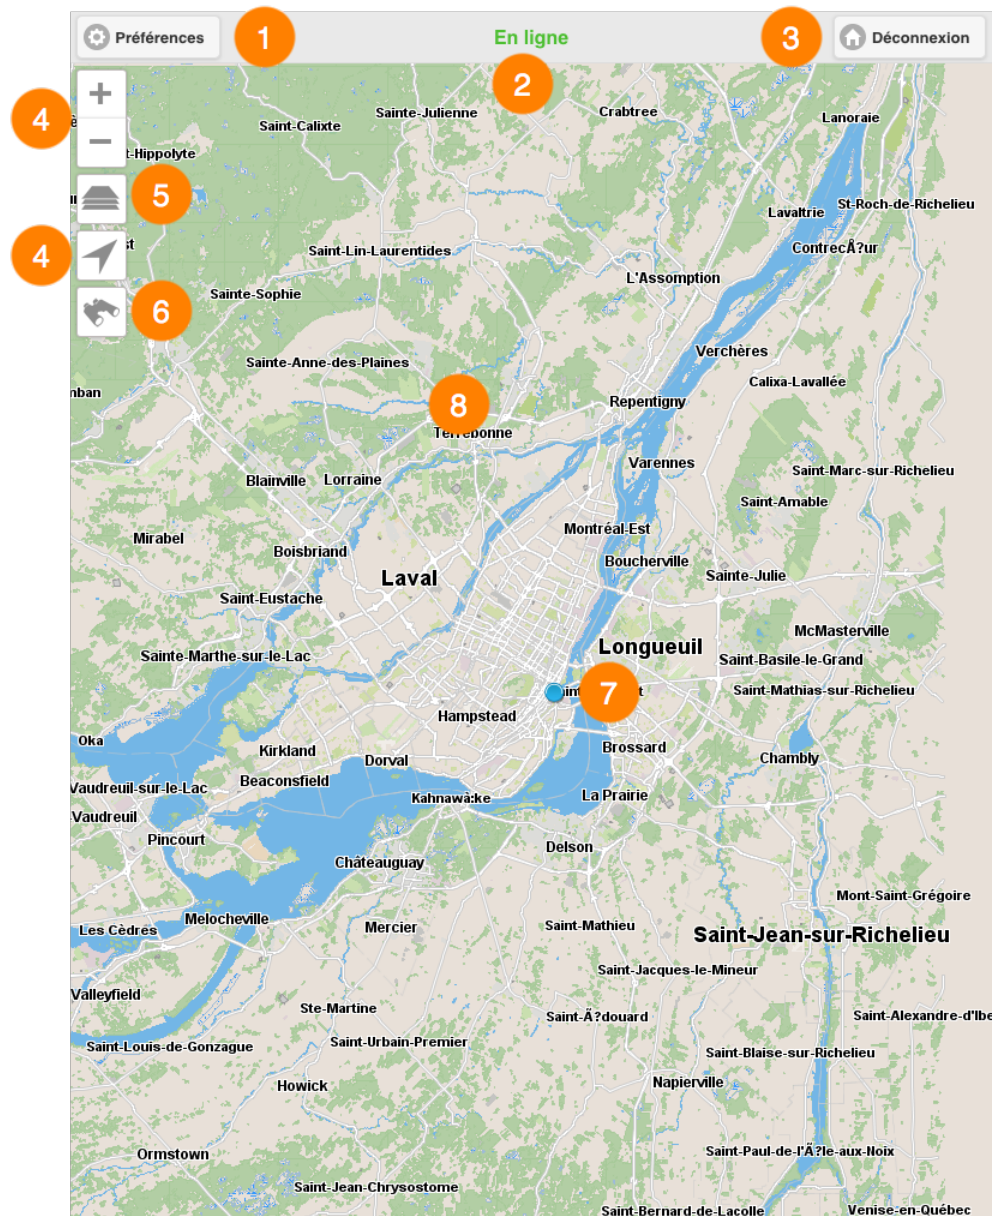 Préférences
1
En ligne
3
Déconnexion
2
4
+
−
Sainte-Julienne
Crabtree
Lanoraie
Saint-Calixte
t-Hippolyte
5
Lavaltrie
St-Roch-de-Richelieu
4
st
Saint-Lin-Laurentides
ContrecÅ?ur
L'Assomption
Sainte-Sophie
6
Verchères
Sainte-Anne-des-Plaines
Calixa-Lavallée
nban
8
Repentigny
Terrebonne
Varennes
Saint-Marc-sur-Richelieu
Blainville
Lorraine
Saint-Amable
Montréal-Est
Mirabel
Boisbriand
Boucherville
Laval
Sainte-Julie
Saint-Eustache
McMasterville
Longueuil
Sainte-Marthe-sur-le-Lac
Saint-Basile-le-Grand
7
Saint-Mathias-sur-Richelieu
Hampstead
Oka
Kirkland
Brossard
Dorval
Chambly
Beaconsfield
Vaudreuil-sur-le-Lac
Kahnawà:ke
La Prairie
-Vaudreuil
Pincourt
Delson
Châteauguay
Mont-Saint-Grégoire
Melocheville
Mercier
Saint-Mathieu
Les Cèdres
Saint-Jean-sur-Richelieu
Saint-Jacques-le-Mineur
Valleyfield
Ste-Martine
Saint-Ã?douard
Saint-Alexandre-d'Ibe
Saint-Louis-de-Gonzague
Saint-Urbain-Premier
Saint-Blaise-sur-Richelieu
Howick
Napierville
Ormstown
Saint-Paul-de-l'Ã?le-aux-Noix
Saint-Jean-Chrysostome
Saint-Bernard-de-Lacolle
Venise-en-Québec